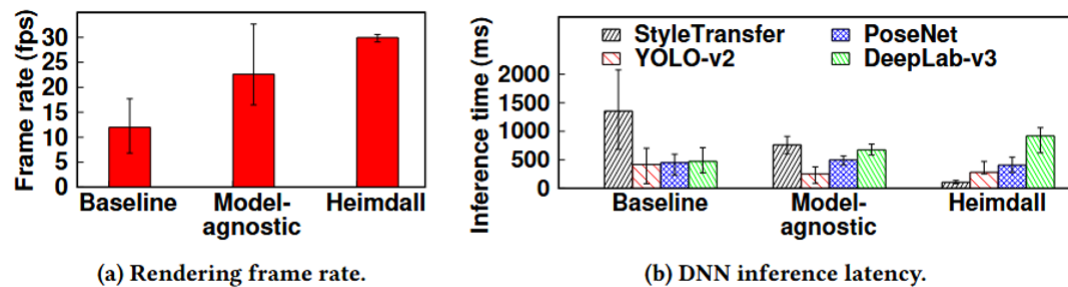 Frame rate (fps)
30
25
20
15
10
5
0
Baseline
Model-
agnostic
Heimdall
(a) Rendering frame rate.
Inference time (ms)
StyleTransfer
YOLO-v2
PoseNet
DeepLab-v3
2000
1500
1000
500
0
Baseline
Model-
agnostic
Heimdall
(b) DNN inference latency.